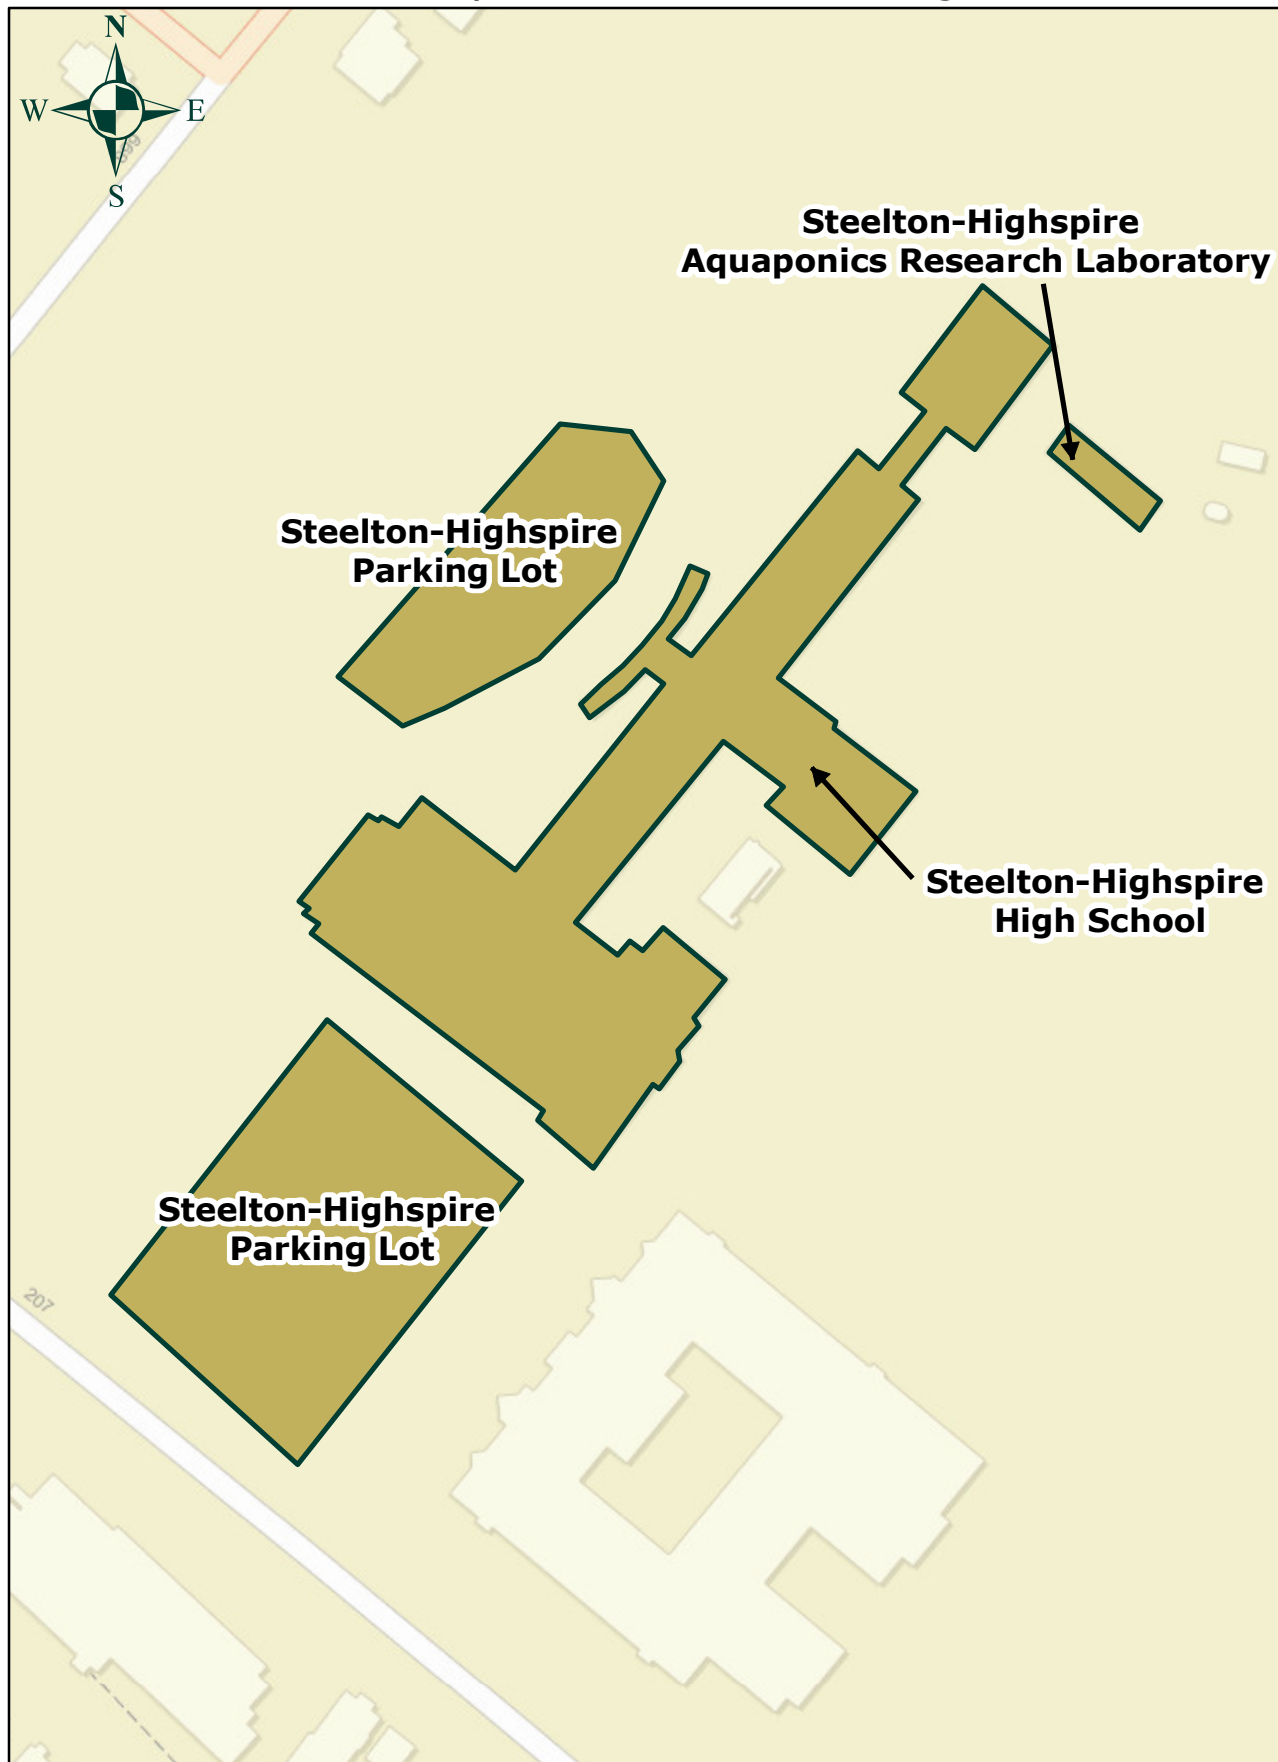 N
W E
S
Steelton-Highspire
Aquaponics Research Laboratory
Steelton-Highspire
Parking Lot
Steelton-Highspire
High School
Steelton-Highspire
Parking Lot
207